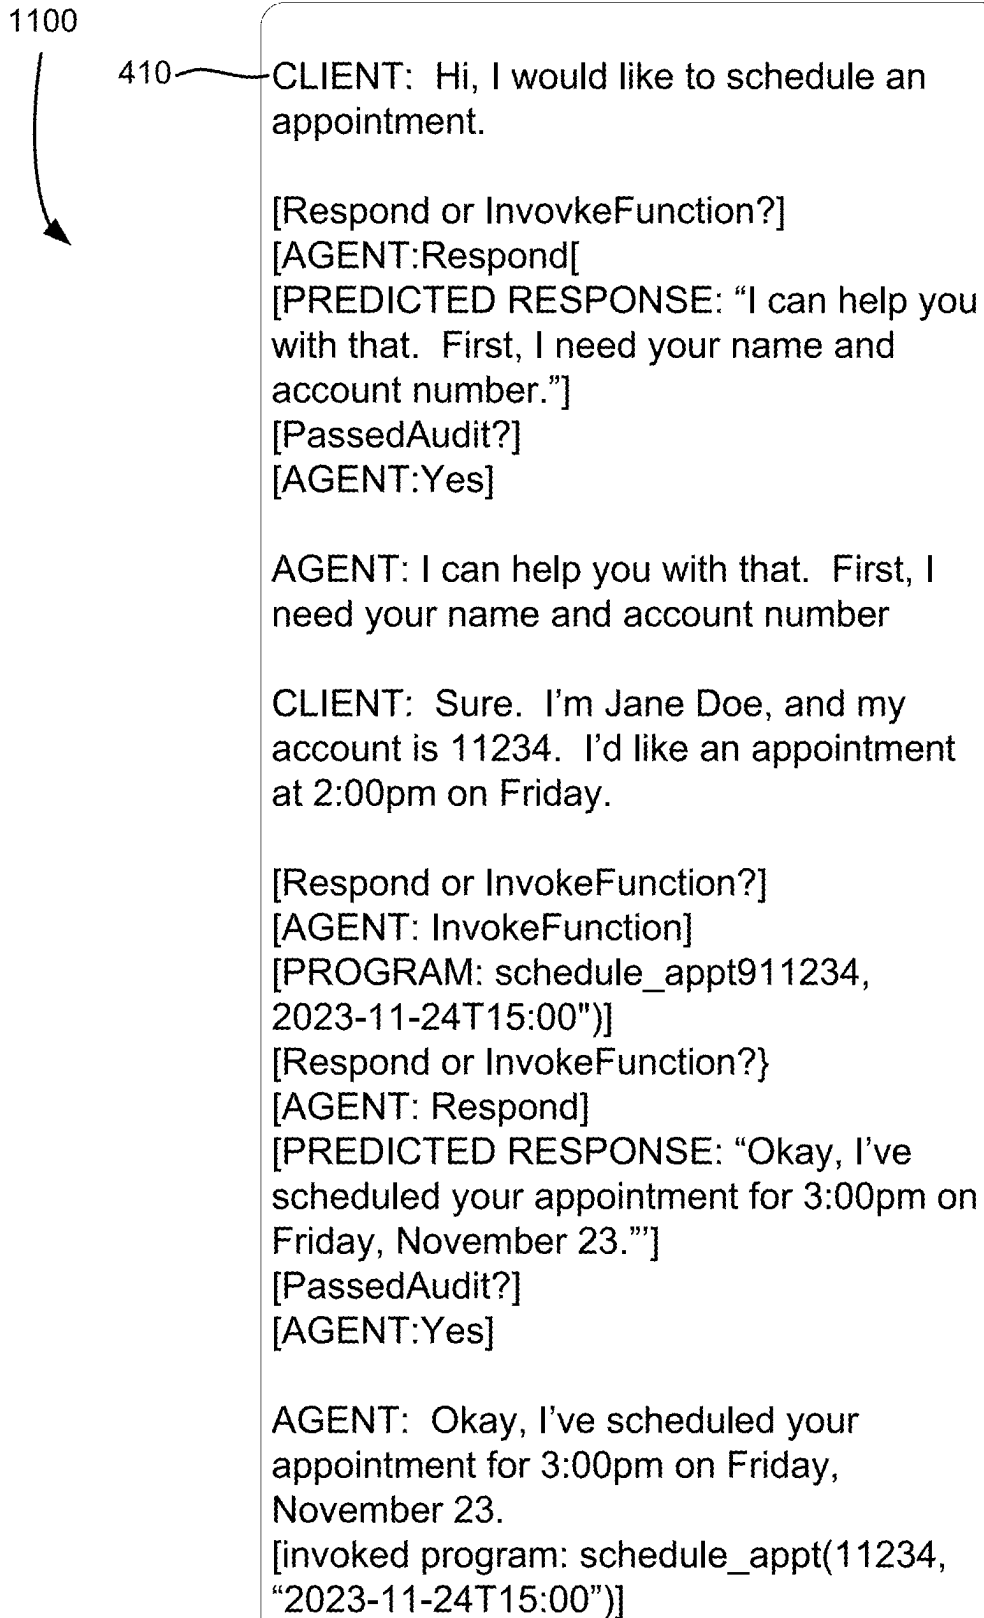 1100
410
CLIENT:  Hi, I would like to schedule an
appointment.
[Respond or InvovkeFunction?]
[AGENT:Respond[
[PREDICTED RESPONSE: “I can help you
with that.  First, I need your name and
account number.”]
[PassedAudit?]
[AGENT:Yes]
AGENT: I can help you with that.  First, I
need your name and account number
CLIENT:  Sure.  I’m Jane Doe, and my
account is 11234.  I’d like an appointment
at 2:00pm on Friday.
[Respond or InvokeFunction?]
[AGENT: InvokeFunction]
[PROGRAM: schedule_appt911234,
2023-11-24T15:00")]
[Respond or InvokeFunction?}
[AGENT: Respond]
[PREDICTED RESPONSE: “Okay, I’ve
scheduled your appointment for 3:00pm on
Friday, November 23.”’]
[PassedAudit?]
[AGENT:Yes]
AGENT:  Okay, I’ve scheduled your
appointment for 3:00pm on Friday,
November 23.
[invoked program: schedule_appt(11234,
“2023-11-24T15:00”)]